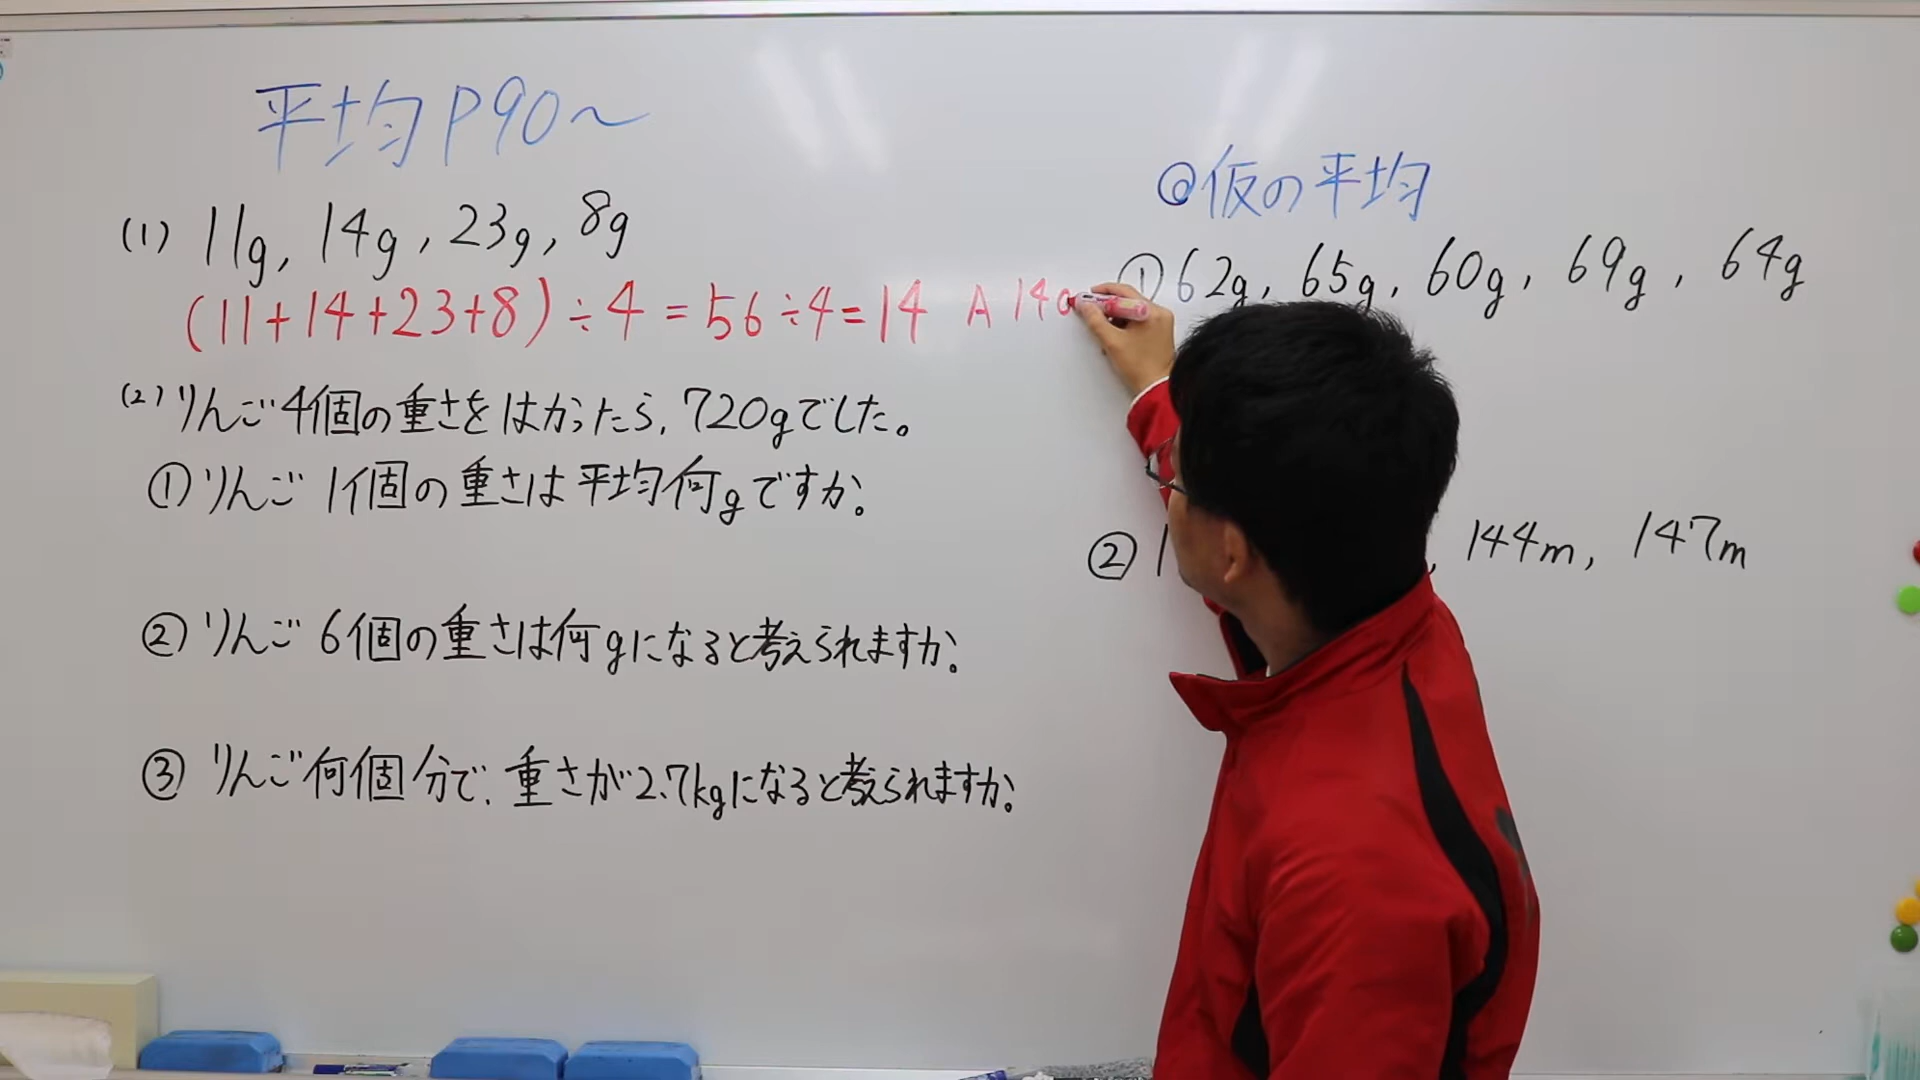 平均P90～
(1) 11g, 14g, 23g, 8g
(11+14+23+8)÷4=56÷4=14 A 14g
(2) りんご4個の重さをはかったら,720gでした。
①りんご1個の重さは平均何gですか。
②りんご6個の重さは何gになると考えられますか。
③りんご何個分で、重さが2.7kgになると考えられますか。
@仮の平均
①62g, 65g, 60g, 69g, 64g
② 1 , 144m, 147m